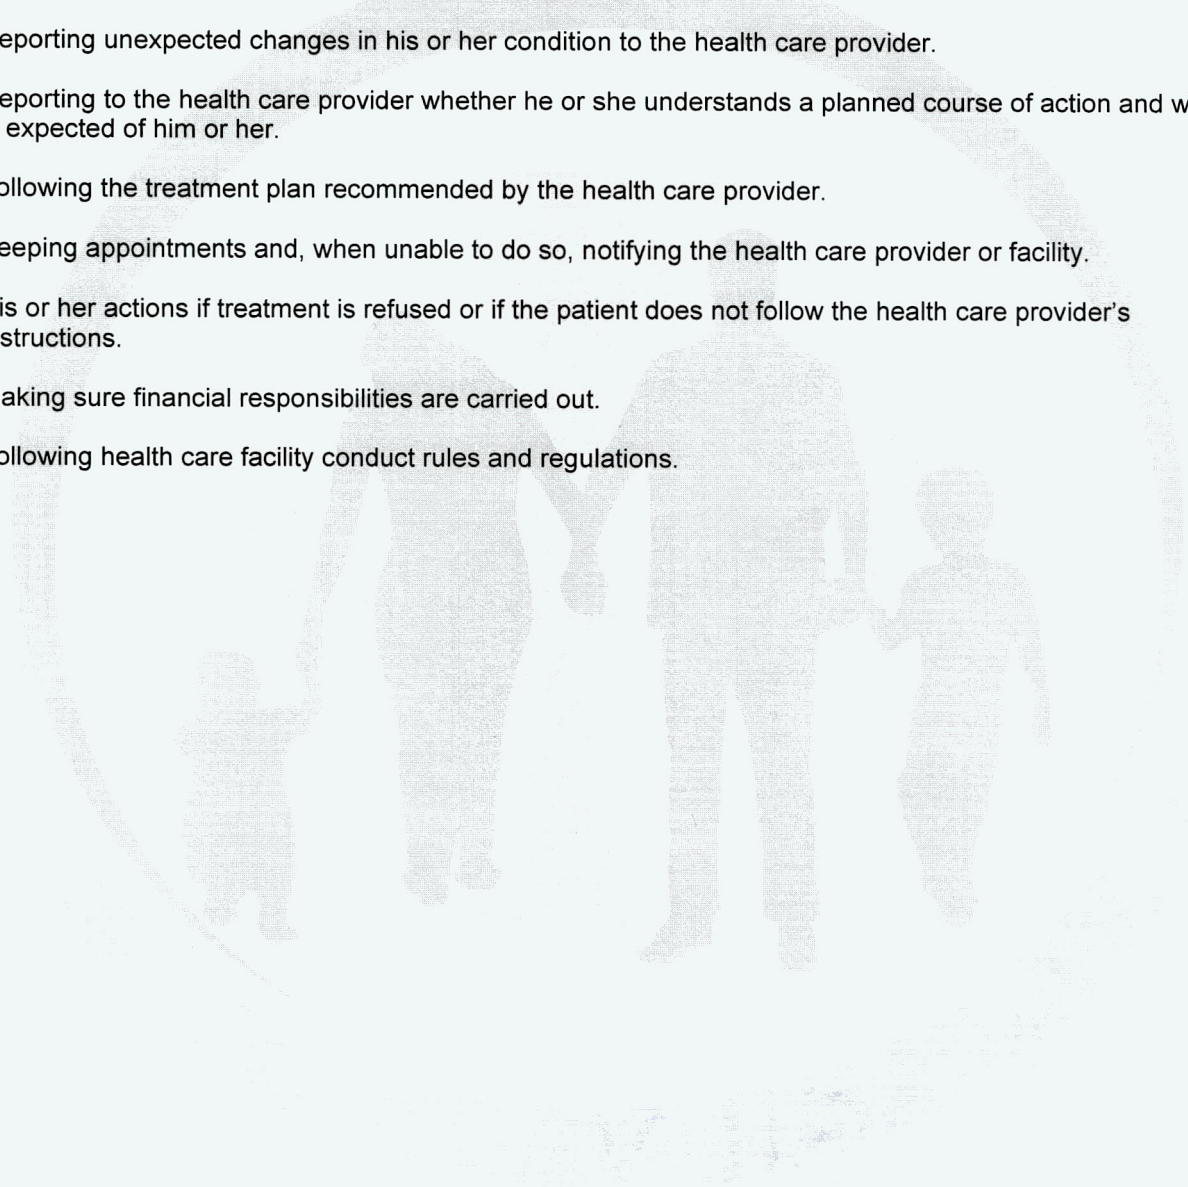 eporting unexpected changes in his or her condition to the health care provider.
eporting to the health care provider whether he or she understands a planned course of action and w
expected of him or her.
ollowing the treatment plan recommended by the health care provider.
eeping appointments and, when unable to do so, notifying the health care provider or facility.
is or her actions if treatment is refused or if the patient does not follow the health care provider's
structions.
aking sure financial responsibilities are carried out.
ollowing health care facility conduct rules and regulations.